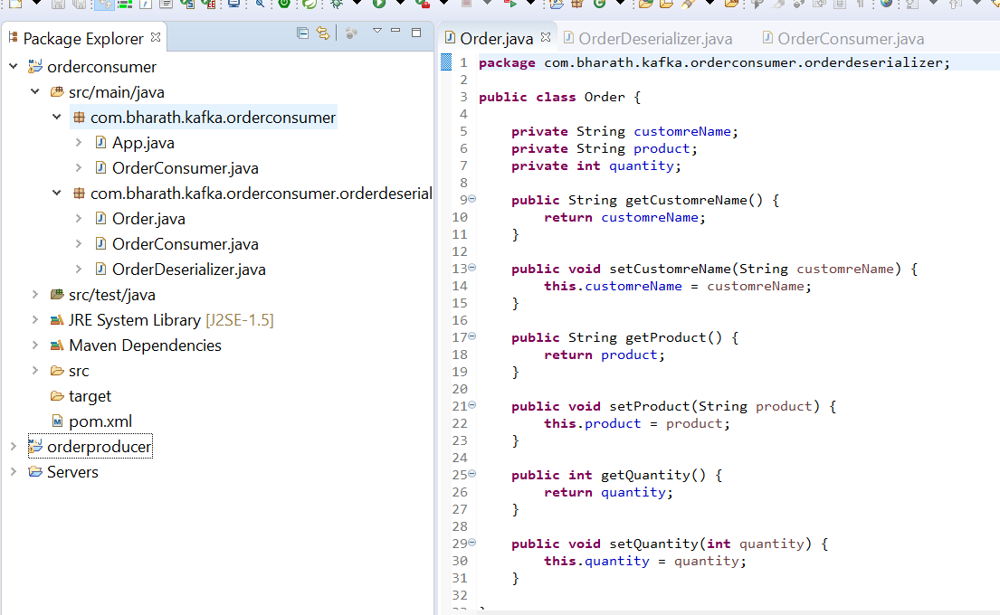 Package Explorer
orderconsumer
src/main/java
com.bharath.kafka.orderconsumer
App.java
OrderConsumer.java
com.bharath.kafka.orderconsumer.orderdeserial
Order.java
OrderConsumer.java
OrderDeserializer.java
src/test/java
JRE System Library [J2SE-1.5]
Maven Dependencies
src
target
pom.xml
orderproducer
Servers
Order.java OrderDeserializer.java OrderConsumer.java
1 package com.bharath.kafka.orderconsumer.orderdeserializer;
2
3 public class Order {
4
5 private String customreName;
6 private String product;
7 private int quantity;
8
9 public String getCustomreName() {
10 return customreName;
11 }
12
13 public void setCustomreName(String customreName) {
14 this.customreName = customreName;
15 }
16
17 public String getProduct() {
18 return product;
19 }
20
21 public void setProduct(String product) {
22 this.product = product;
23 }
24
25 public int getQuantity() {
26 return quantity;
27 }
28
29 public void setQuantity(int quantity) {
30 this.quantity = quantity;
31 }
32